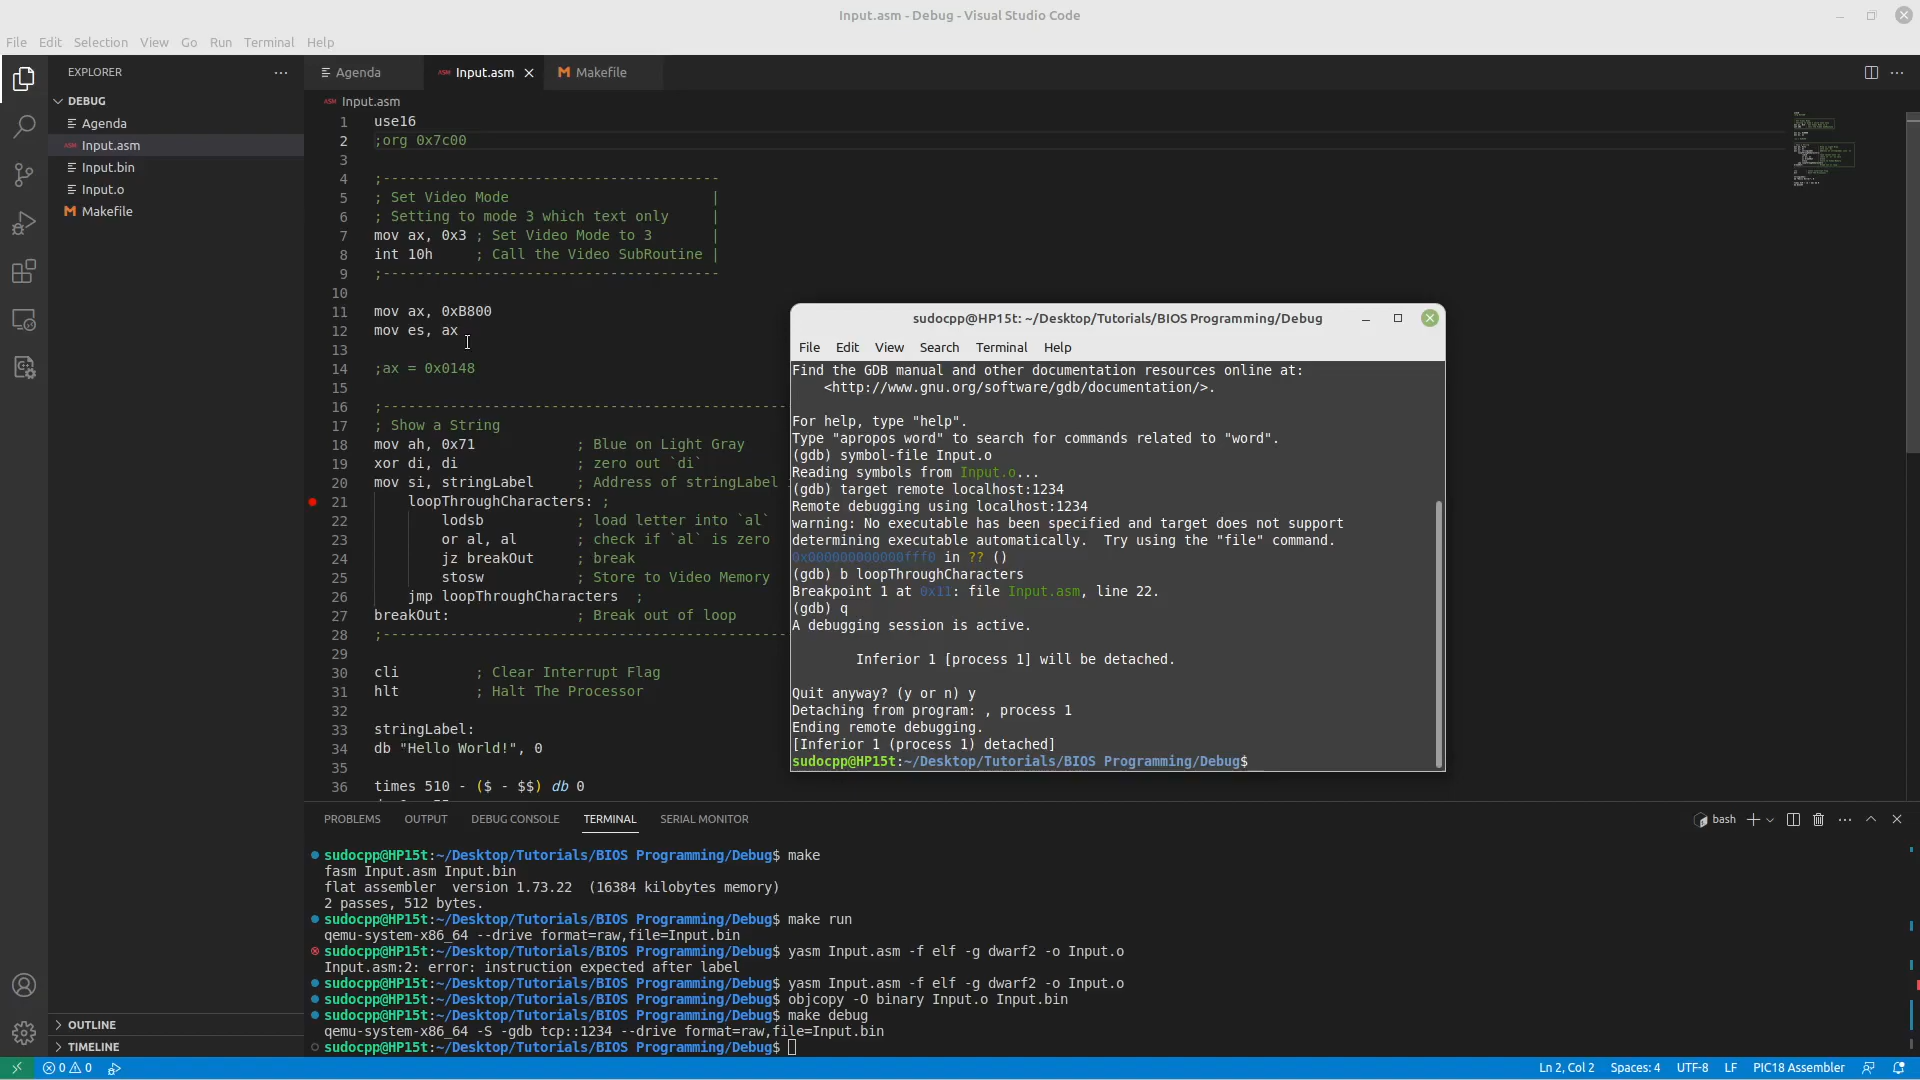 Input.asm - Debug - Visual Studio Code
File Edit Selection View Go Run Terminal Help
EXPLORER
DEBUG
Agenda
ASM Input.asm
Input.bin
Input.o
M Makefile
OUTLINE
TIMELINE
Agenda
ASM Input.asm
M Makefile
ASM Input.asm
1 use16
2 ;org 0x7c00
3
4 ;----------------------------------------
5 ; Set Video Mode |
6 ; Setting to mode 3 which text only |
7 mov ax, 0x3 ; Set Video Mode to 3 |
8 int 10h ; Call the Video SubRoutine |
9 ;----------------------------------------
10
11 mov ax, 0xB800
12 mov es, ax
13
14 ;ax = 0x0148
15
16 ;------------------------------------------------
17 ; Show a String
18 mov ah, 0x71 ; Blue on Light Gray
19 xor di, di ; zero out `di`
20 mov si, stringLabel ; Address of stringLabel
21 loopThroughCharacters: ;
22 lodsb ; load letter into `al`
23 or al, al ; check if `al` is zero
24 jz breakOut ; break
25 stosw ; Store to Video Memory
26 jmp loopThroughCharacters ;
27 breakOut: ; Break out of loop
28 ;------------------------------------------------
29
30 cli ; Clear Interrupt Flag
31 hlt ; Halt The Processor
32
33 stringLabel:
34 db "Hello World!", 0
35
36 times 510 - ($ - $$) db 0
sudocpp@HP15t: ~/Desktop/Tutorials/BIOS Programming/Debug
File Edit View Search Terminal Help
Find the GDB manual and other documentation resources online at:
<http://www.gnu.org/software/gdb/documentation/>.
For help, type "help".
Type "apropos word" to search for commands related to "word".
(gdb) symbol-file Input.o
Reading symbols from Input.o...
(gdb) target remote localhost:1234
Remote debugging using localhost:1234
warning: No executable has been specified and target does not support
determining executable automatically. Try using the "file" command.
0x000000000000fff0 in ?? ()
(gdb) b loopThroughCharacters
Breakpoint 1 at 0x11: file Input.asm, line 22.
(gdb) q
A debugging session is active.
Inferior 1 [process 1] will be detached.
Quit anyway? (y or n) y
Detaching from program: , process 1
Ending remote debugging.
[Inferior 1 (process 1) detached]
sudocpp@HP15t:~/Desktop/Tutorials/BIOS Programming/Debug$
PROBLEMS OUTPUT DEBUG CONSOLE TERMINAL SERIAL MONITOR
bash
sudocpp@HP15t:~/Desktop/Tutorials/BIOS Programming/Debug$ make
fasm Input.asm Input.bin
flat assembler version 1.73.22 (16384 kilobytes memory)
2 passes, 512 bytes.
sudocpp@HP15t:~/Desktop/Tutorials/BIOS Programming/Debug$ make run
qemu-system-x86_64 --drive format=raw,file=Input.bin
sudocpp@HP15t:~/Desktop/Tutorials/BIOS Programming/Debug$ yasm Input.asm -f elf -g dwarf2 -o Input.o
Input.asm:2: error: instruction expected after label
sudocpp@HP15t:~/Desktop/Tutorials/BIOS Programming/Debug$ yasm Input.asm -f elf -g dwarf2 -o Input.o
sudocpp@HP15t:~/Desktop/Tutorials/BIOS Programming/Debug$ objcopy -O binary Input.o Input.bin
sudocpp@HP15t:~/Desktop/Tutorials/BIOS Programming/Debug$ make debug
qemu-system-x86_64 -S -gdb tcp::1234 --drive format=raw,file=Input.bin
sudocpp@HP15t:~/Desktop/Tutorials/BIOS Programming/Debug$
0 0
Ln 2, Col 2 Spaces: 4 UTF-8 LF PIC18 Assembler